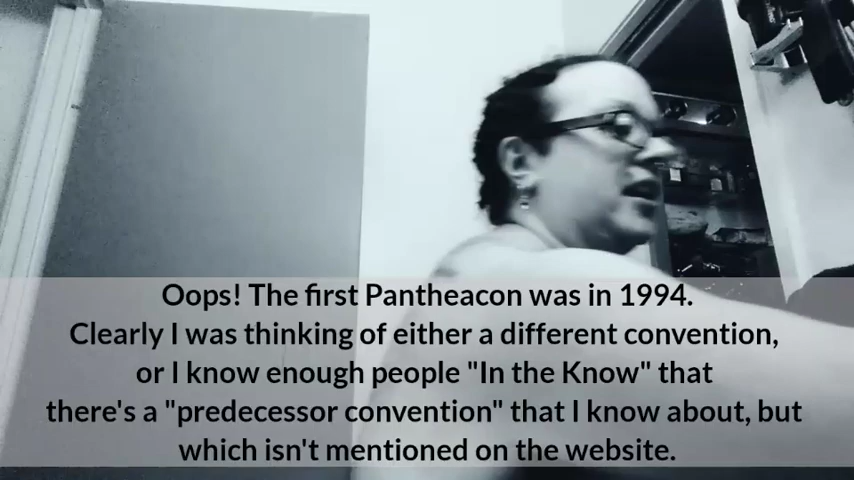 Oops! The first Pantheacon was in 1994.
Clearly I was thinking of either a different convention,
or I know enough people "In the Know" that
there's a "predecessor convention" that I know about, but
which isn't mentioned on the website.